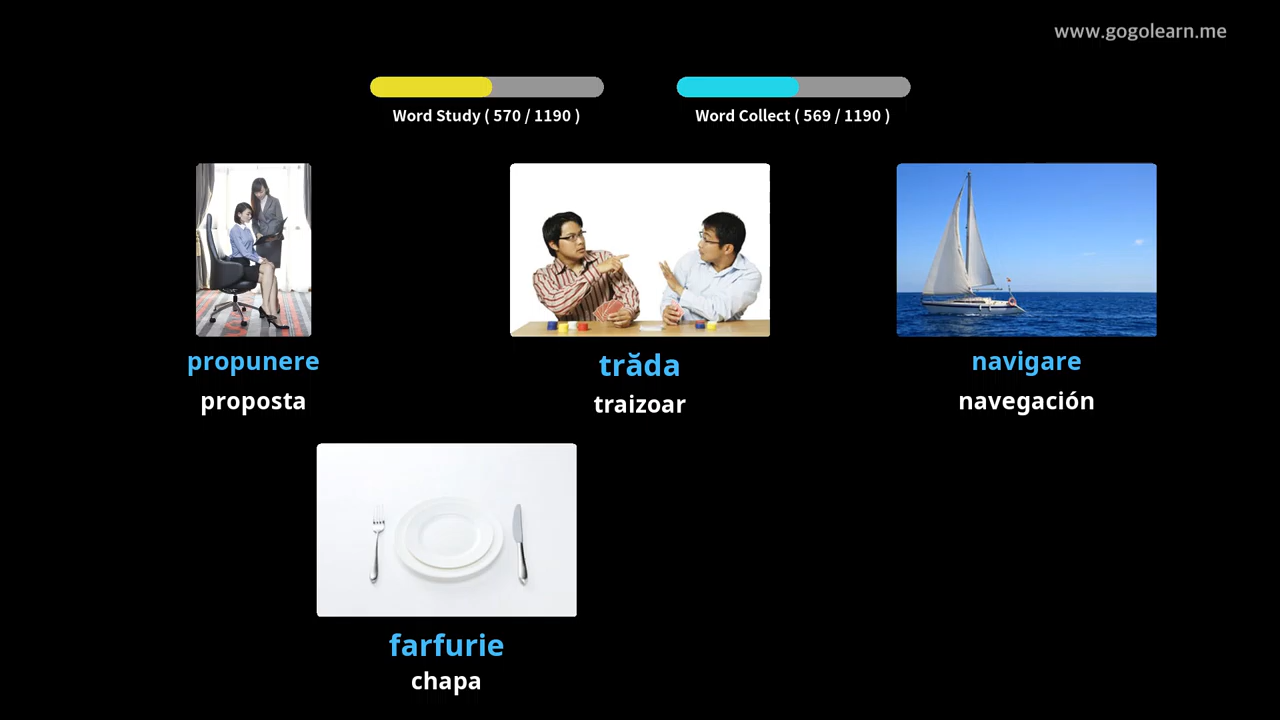 www.gogolearn.me
Word Study ( 570 / 1190 )
Word Collect ( 569 / 1190 )
propunere
proposta
trăda
traizoar
navigare
navegación
farfurie
chapa